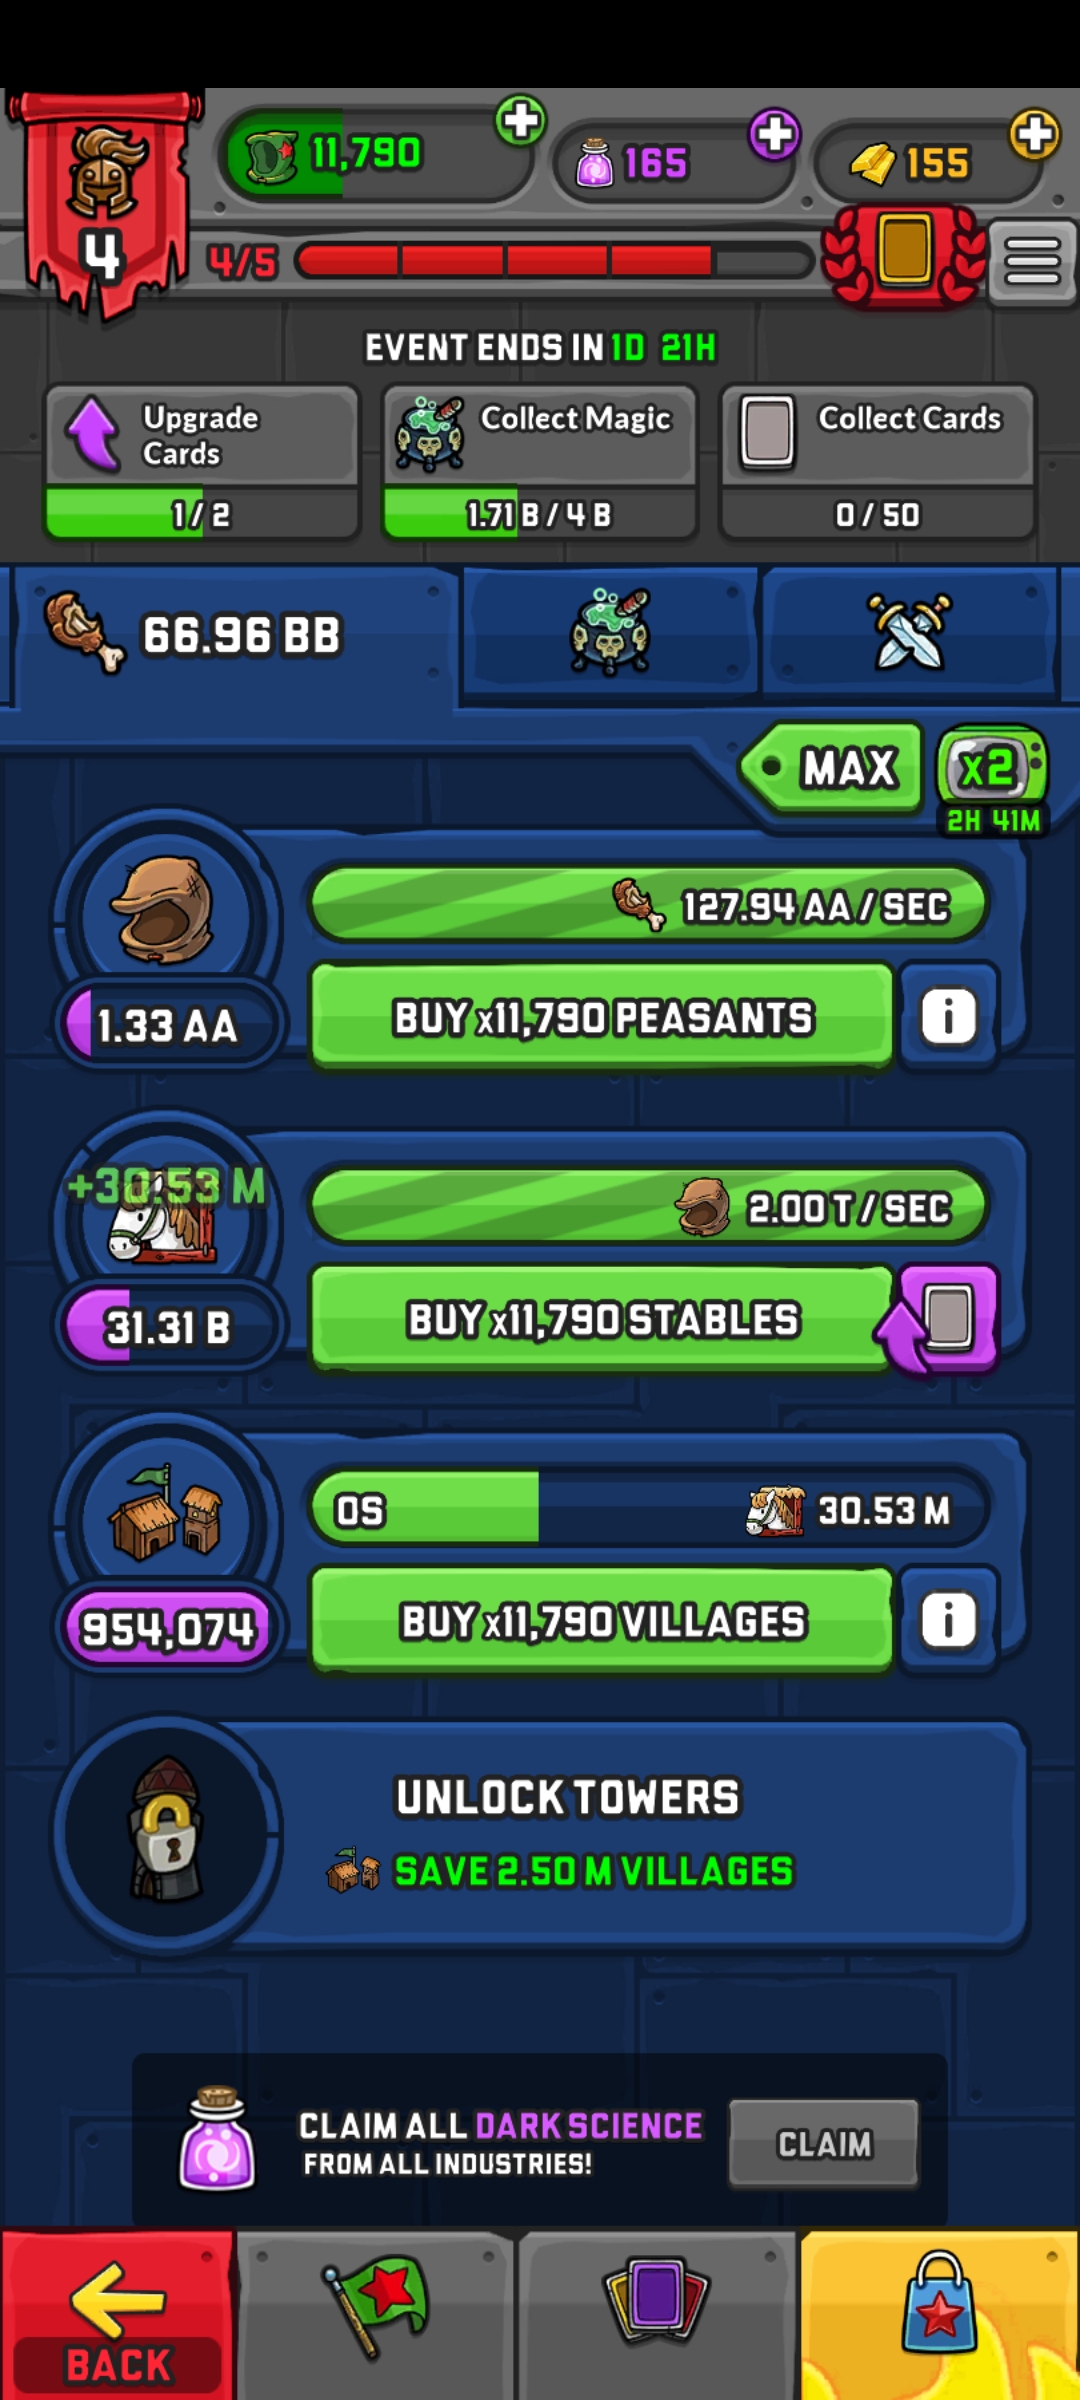 11,790
165
155
4
4/5
EVENT ENDS IN 1D 21H
Upgrade
Cards
1/2
Collect Magic
1.71 B / 4 B
Collect Cards
0 / 50
66.96 BB
MAX
x2
2H 41M
127.94 AA / SEC
1.33 AA
BUY x11,790 PEASANTS
i
+30.53 M
2.00 T / SEC
31.31 B
BUY x11,790 STABLES
0S
30.53 M
954,074
BUY x11,790 VILLAGES
i
UNLOCK TOWERS
SAVE 2.50 M VILLAGES
CLAIM ALL DARK SCIENCE
FROM ALL INDUSTRIES!
CLAIM
BACK